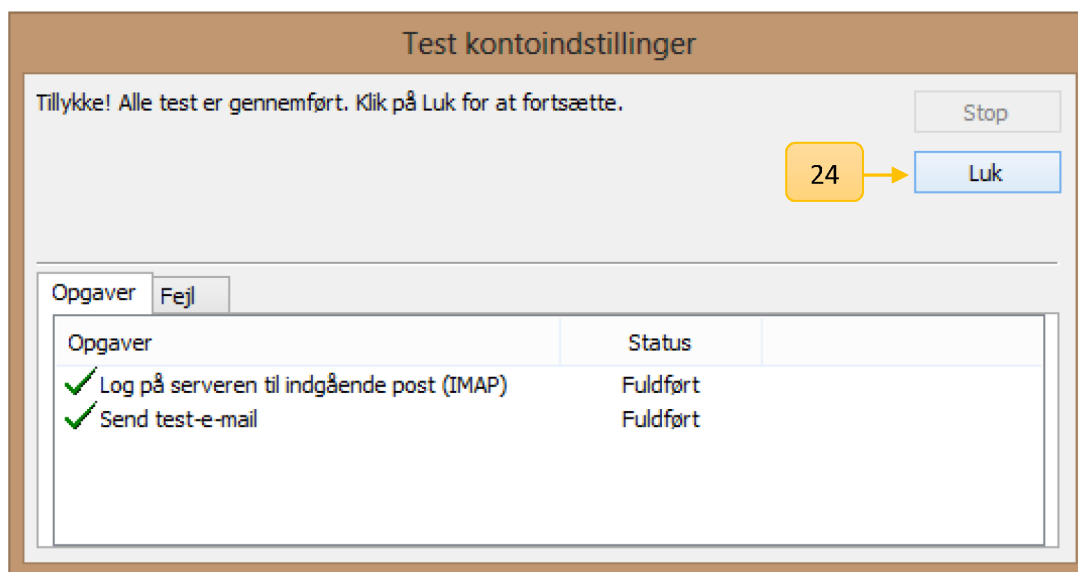 Test kontoindstillinger
Tillykke! Alle test er gennemført. Klik på Luk for at fortsætte.
Stop
24
Luk
Opgaver
Fejl
Opgaver Status
Log på serveren til indgående post (IMAP) Fuldført
Send test-e-mail Fuldført